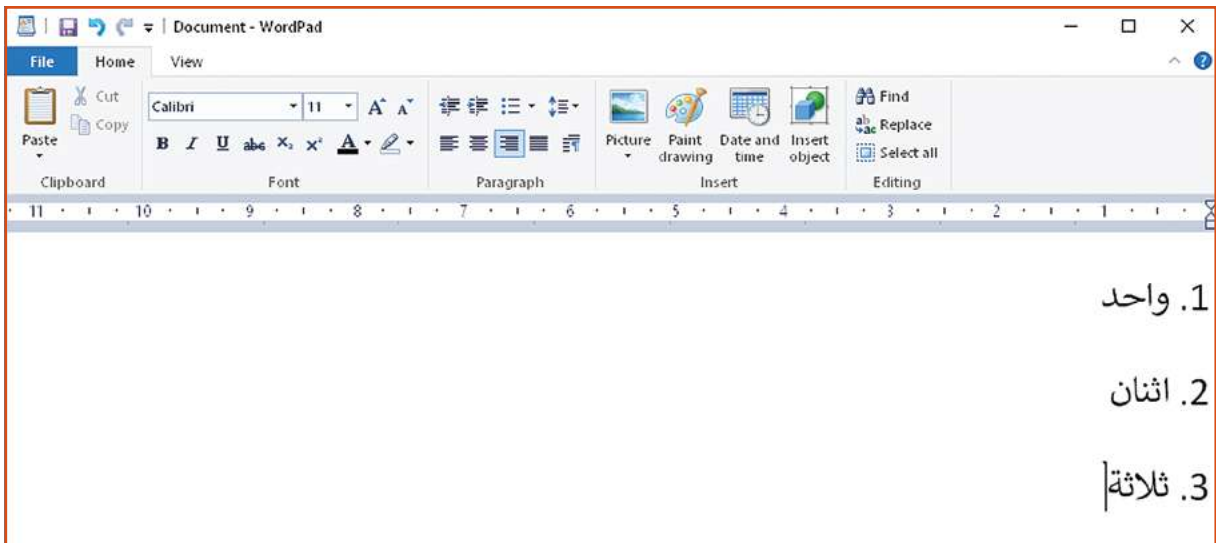 Document - WordPad
File Home View
Paste Cut Copy Clipboard
Calibri 11 A A B I U abc X₂ X² A Font
Paragraph
Picture Paint drawing Date and time Insert object Insert
Find Replace Select all Editing
11 10 9 8 7 6 5 4 3 2 1
1. واحد
2. اثنان
3. ثلاثة